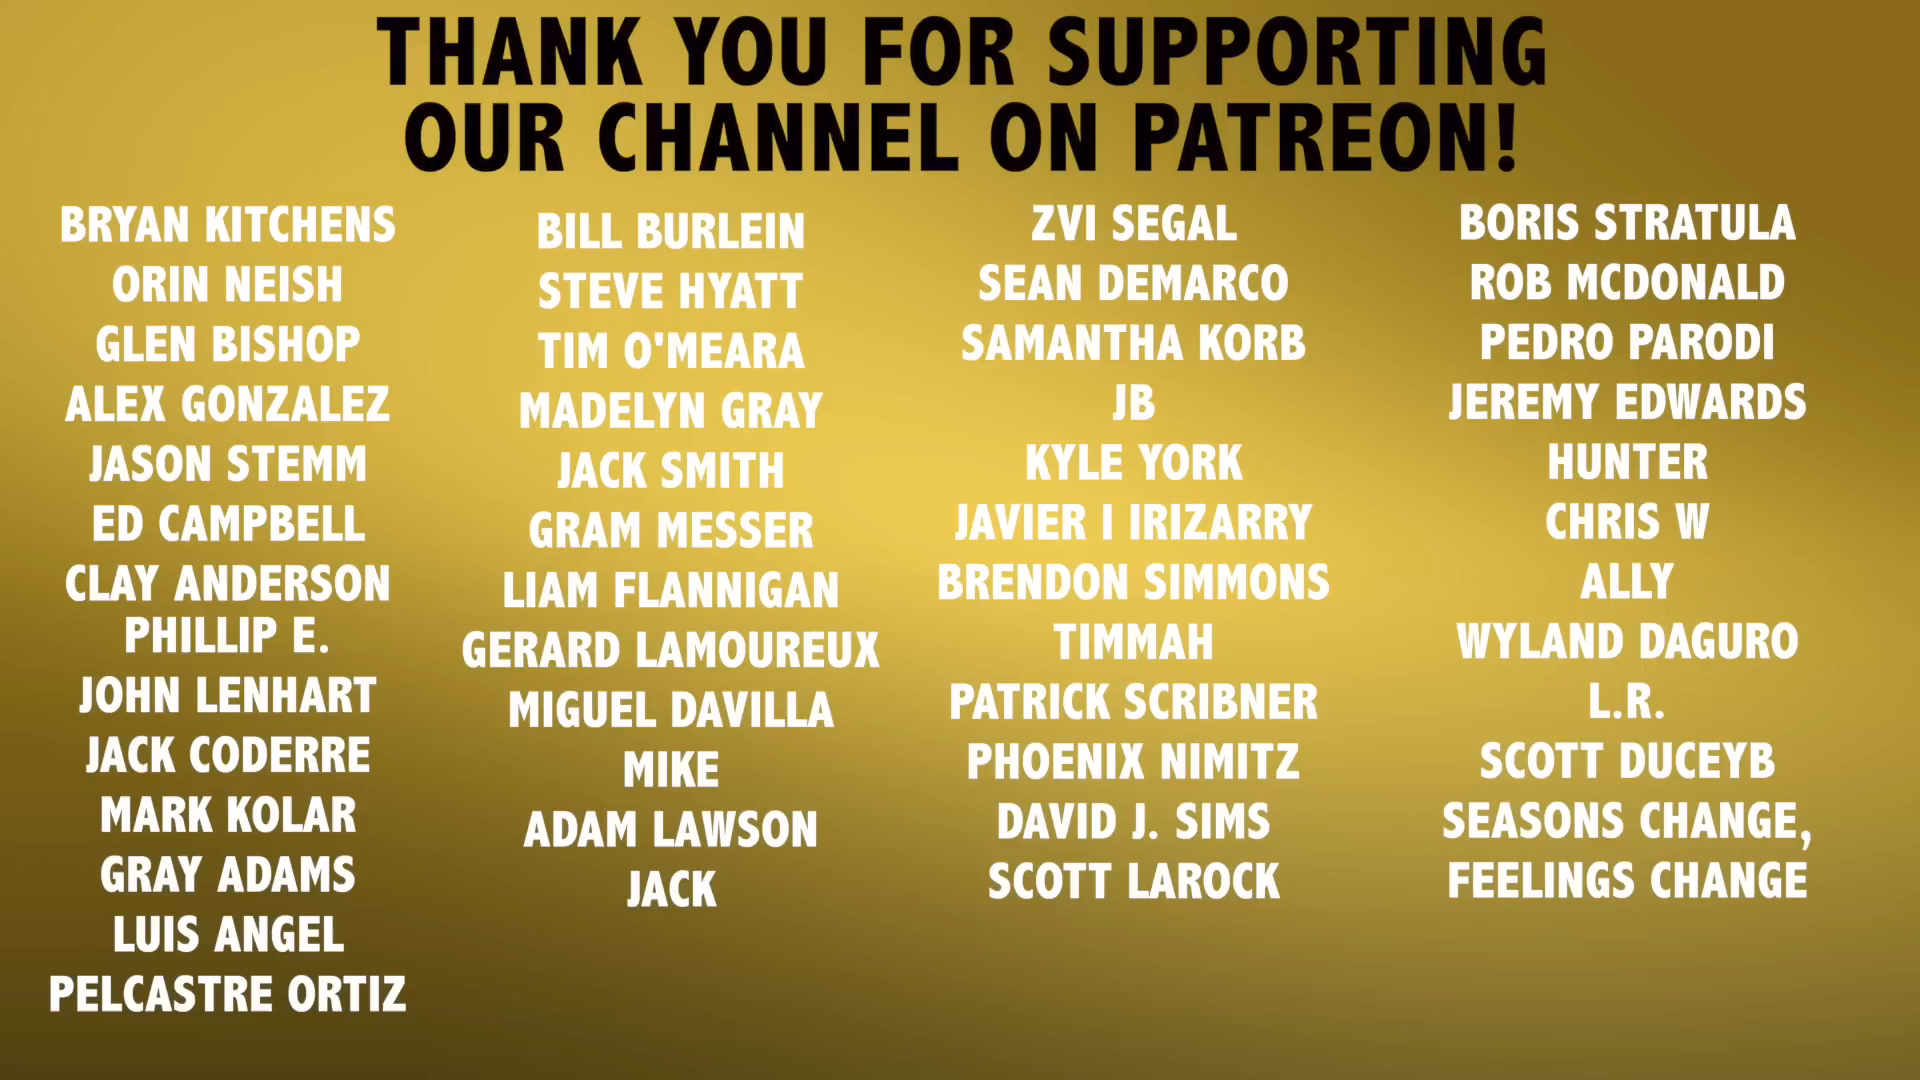 THANK YOU FOR SUPPORTING
OUR CHANNEL ON PATREON!
BRYAN KITCHENS
ORIN NEISH
GLEN BISHOP
ALEX GONZALEZ
JASON STEMM
ED CAMPBELL
CLAY ANDERSON
PHILLIP E.
JOHN LENHART
JACK CODERRE
MARK KOLAR
GRAY ADAMS
LUIS ANGEL
PELCASTRE ORTIZ
BILL BURLEIN
STEVE HYATT
TIM O'MEARA
MADELYN GRAY
JACK SMITH
GRAM MESSER
LIAM FLANNIGAN
GERARD LAMOUREUX
MIGUEL DAVILLA
MIKE
ADAM LAWSON
JACK
ZVI SEGAL
SEAN DEMARCO
SAMANTHA KORB
JB
KYLE YORK
JAVIER I IRIZARRY
BRENDON SIMMONS
TIMMAH
PATRICK SCRIBNER
PHOENIX NIMITZ
DAVID J. SIMS
SCOTT LAROCK
BORIS STRATULA
ROB MCDONALD
PEDRO PARODI
JEREMY EDWARDS
HUNTER
CHRIS W
ALLY
WYLAND DAGURO
L.R.
SCOTT DUCEYB
SEASONS CHANGE,
FEELINGS CHANGE